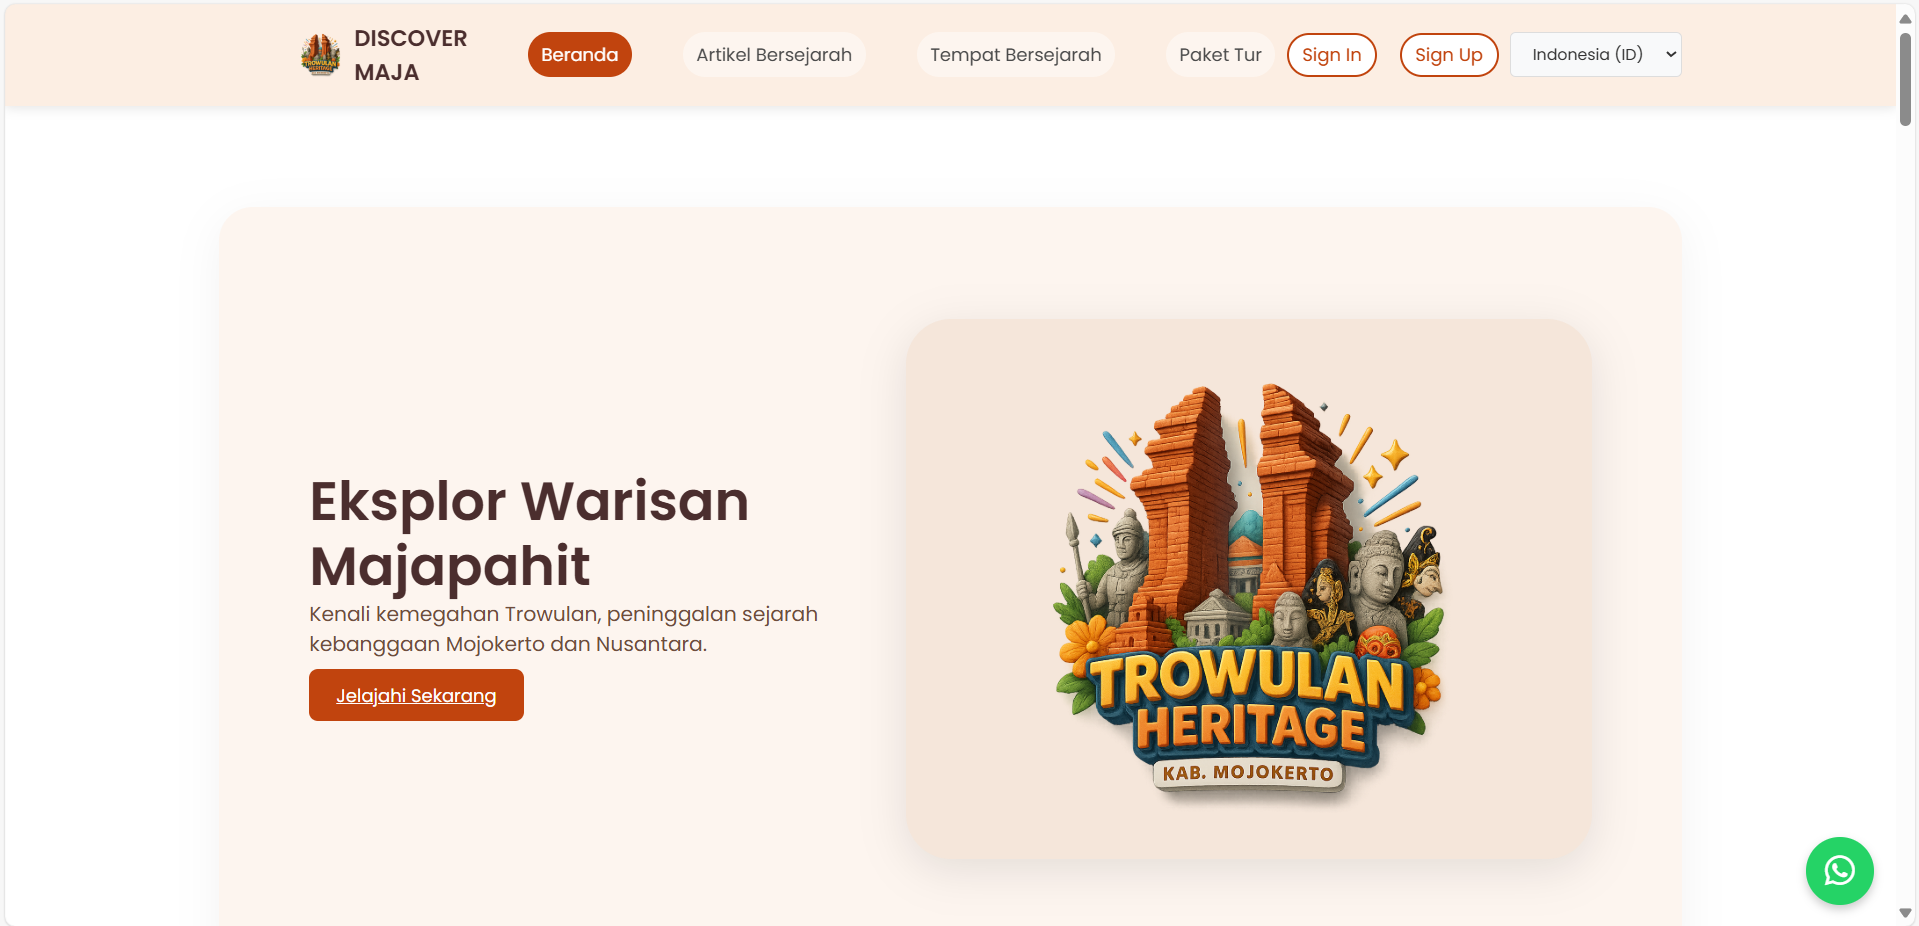 DISCOVER
MAJA
Beranda
Artikel Bersejarah
Tempat Bersejarah
Paket Tur
Sign In
Sign Up
Indonesia (ID)
Eksplor Warisan
Majapahit
Kenali kemegahan Trowulan, peninggalan sejarah
kebanggaan Mojokerto dan Nusantara.
Jelajahi Sekarang
TROWULAN
HERITAGE
KAB. MOJOKERTO